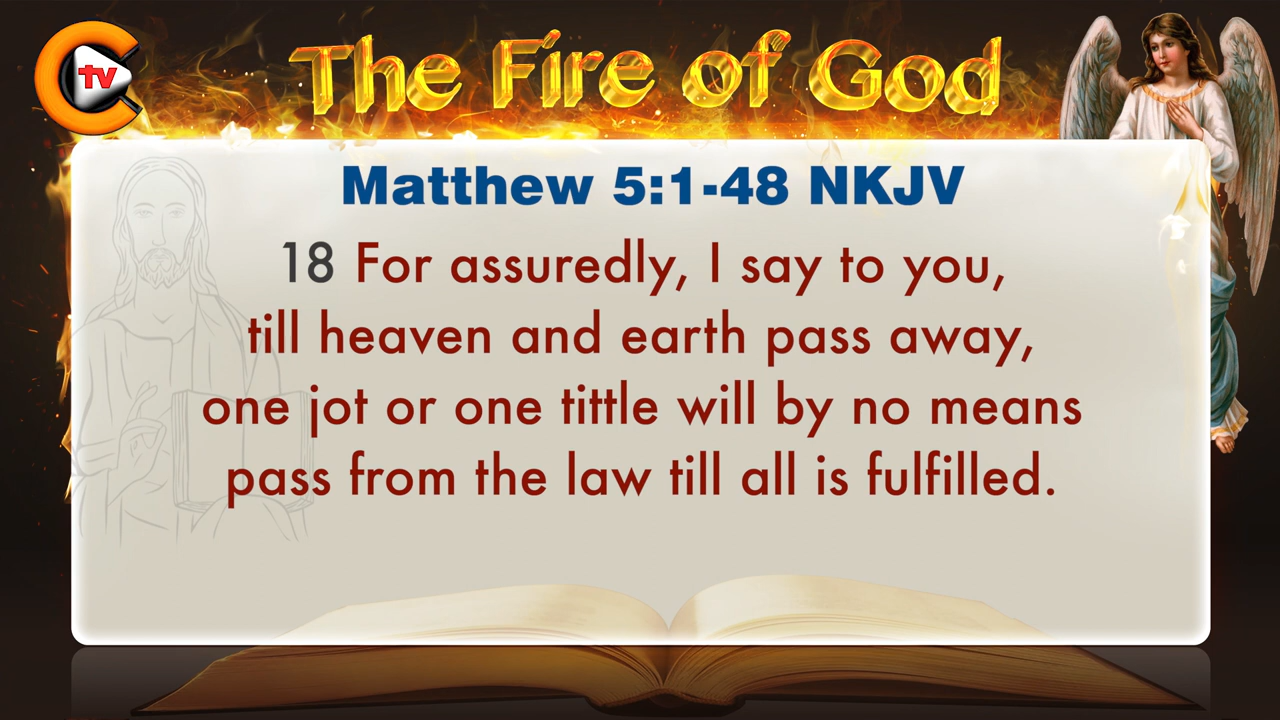 tv
The Fire of God
Matthew 5:1-48 NKJV
18 For assuredly, I say to you,
till heaven and earth pass away,
one jot or one tittle will by no means
pass from the law till all is fulfilled.